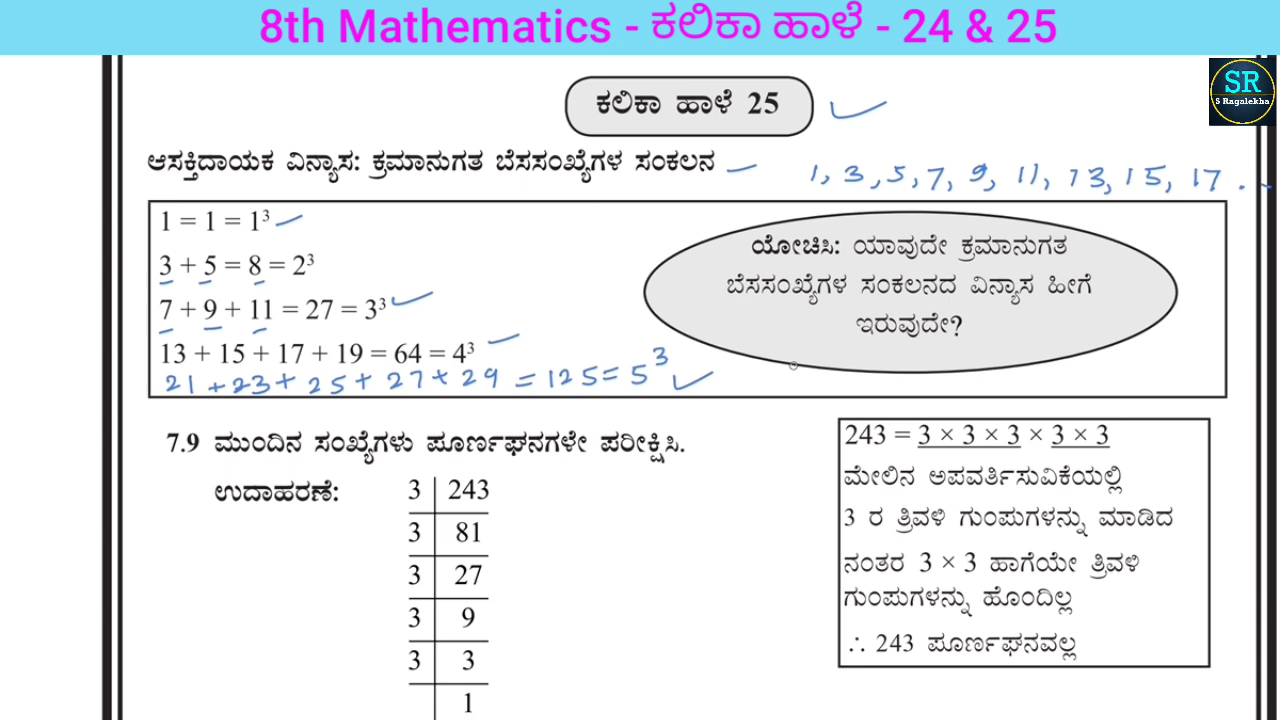 8th Mathematics - ಕಲಿಕಾ ಹಾಳೆ - 24 & 25
SR
S Ragalekha
ಕಲಿಕಾ ಹಾಳೆ 25
ಆಸಕ್ತಿದಾಯಕ ವಿನ್ಯಾಸ: ಕ್ರಮಾನುಗತ ಬೆಸಸಂಖ್ಯೆಗಳ ಸಂಕಲನ
1, 3, 5, 7, 9, 11, 13, 15, 17 . .
1 = 1 = 1³
3 + 5 = 8 = 2³
7 + 9 + 11 = 27 = 3³
13 + 15 + 17 + 19 = 64 = 4³
21 + 23 + 25 + 27 + 29 = 125 = 5³
ಯೋಚಿಸಿ: ಯಾವುದೇ ಕ್ರಮಾನುಗತ
ಬೆಸಸಂಖ್ಯೆಗಳ ಸಂಕಲನದ ವಿನ್ಯಾಸ ಹೀಗೆ
ಇರುವುದೇ?
7.9 ಮುಂದಿನ ಸಂಖ್ಯೆಗಳು ಪೂರ್ಣಘನಗಳೇ ಪರೀಕ್ಷಿಸಿ.
ಉದಾಹರಣೆ:
3 243
3 81
3 27
3 9
3 3
1
243 = 3 × 3 × 3 × 3 × 3
ಮೇಲಿನ ಅಪವರ್ತಿಸುವಿಕೆಯಲ್ಲಿ
3 ರ ತ್ರಿವಳಿ ಗುಂಪುಗಳನ್ನು ಮಾಡಿದ
ನಂತರ 3 × 3 ಹಾಗೆಯೇ ತ್ರಿವಳಿ
ಗುಂಪುಗಳನ್ನು ಹೊಂದಿಲ್ಲ
∴ 243 ಪೂರ್ಣಘನವಲ್ಲ